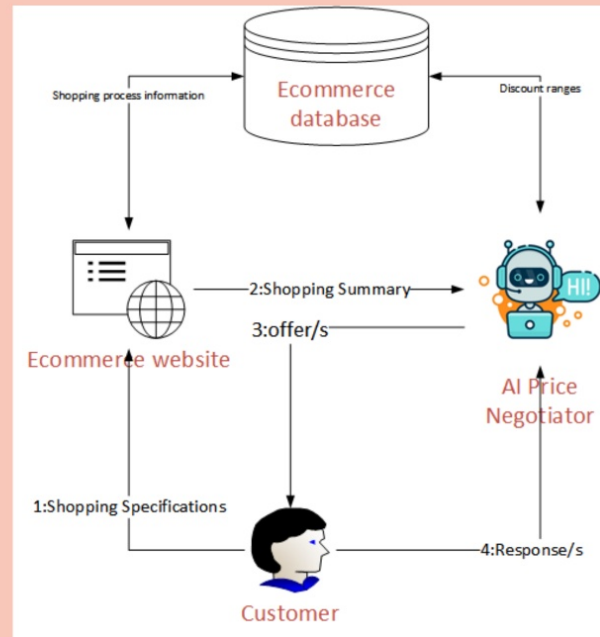 Ecommerce
database
Shopping process information
Discount ranges
HI!
2:Shopping Summary
3:offer/s
Ecommerce website
AI Price
Negotiator
1:Shopping Specifications
4:Response/s
Customer